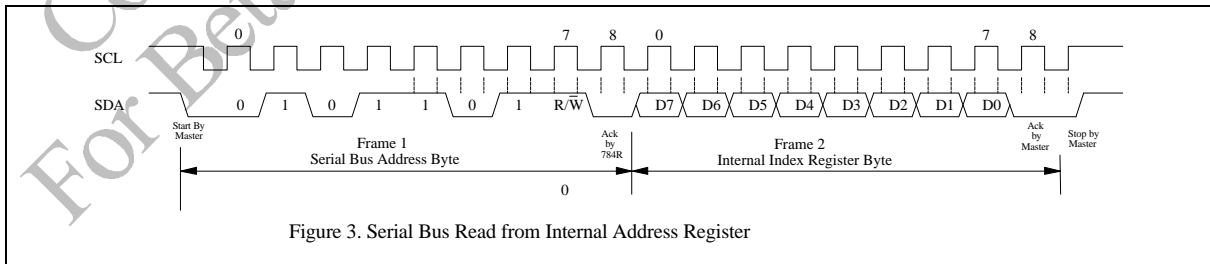 0 7 8 0 7 8
SCL
SDA 0 1 0 1 1 0 1 R/W D7 D6 D5 D4 D3 D2 D1 D0
Start By
Master
Ack
by
784R
Ack
by
Master
Stop by
Master
Frame 1
Serial Bus Address Byte
Frame 2
Internal Index Register Byte
0
Figure 3. Serial Bus Read from Internal Address Register
For